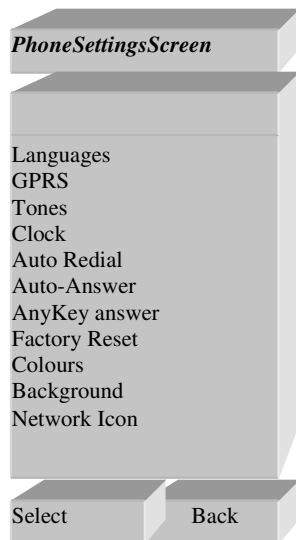 PhoneSettingsScreen
Languages
GPRS
Tones
Clock
Auto Redial
Auto-Answer
AnyKey answer
Factory Reset
Colours
Background
Network Icon
Select Back